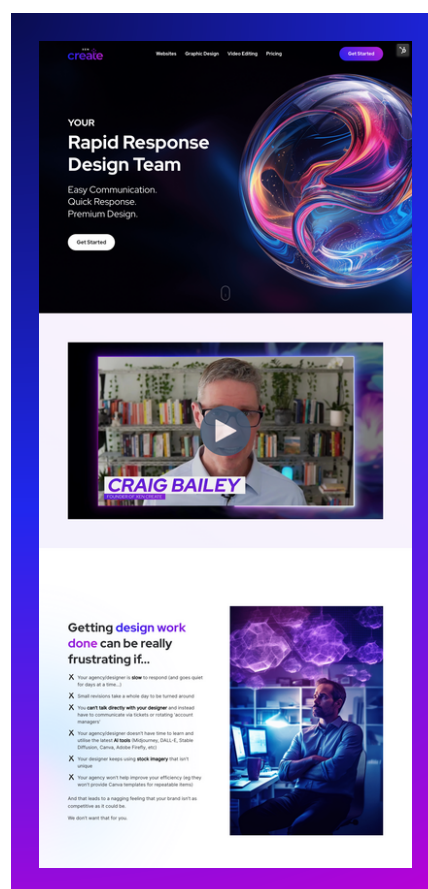 XEN
create
Websites Graphic Design Video Editing Pricing
Get Started
YOUR
Rapid Response
Design Team
Easy Communication.
Quick Response.
Premium Design.
Get Started
CRAIG BAILEY
FOUNDER OF XEN CREATE
Getting design work
done can be really
frustrating if...
X Your agency/designer is slow to respond (and goes quiet
for days at a time...)
X Small revisions take a whole day to be turned around
X You can't talk directly with your designer and instead
have to communicate via tickets or rotating 'account
managers'
X Your agency/designer doesn't have time to learn and
utilise the latest AI tools (Midjourney, DALL-E, Stable
Diffusion, Canva, Adobe Firefly, etc)
X Your designer keeps using stock imagery that isn't
unique
X Your agency won't help improve your efficiency (eg they
won't provide Canva templates for repeatable items)
And that leads to a nagging feeling that your brand isn't as
competitive as it could be.
We don't want that for you.